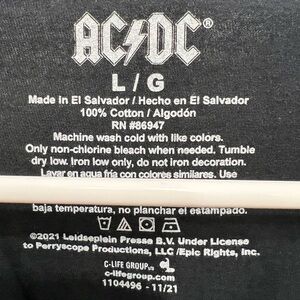 AC⚡DC®
L / G
Made in El Salvador / Hecho en El Salvador
100% Cotton / Algodón
RN #86947
Machine wash cold with like colors.
Only non-chlorine bleach when needed. Tumble
dry low. Iron low only, do not iron decoration.
Lavar en agua fría con colores similares. Use
baja temperatura, no planchar el estampado.
©2021 Leidseplein Presse B.V. Under License
to Perryscope Productions, LLC /Epic Rights, Inc.
C-LIFE GROUP
c-lifegroup.com
1104496 - 11/21